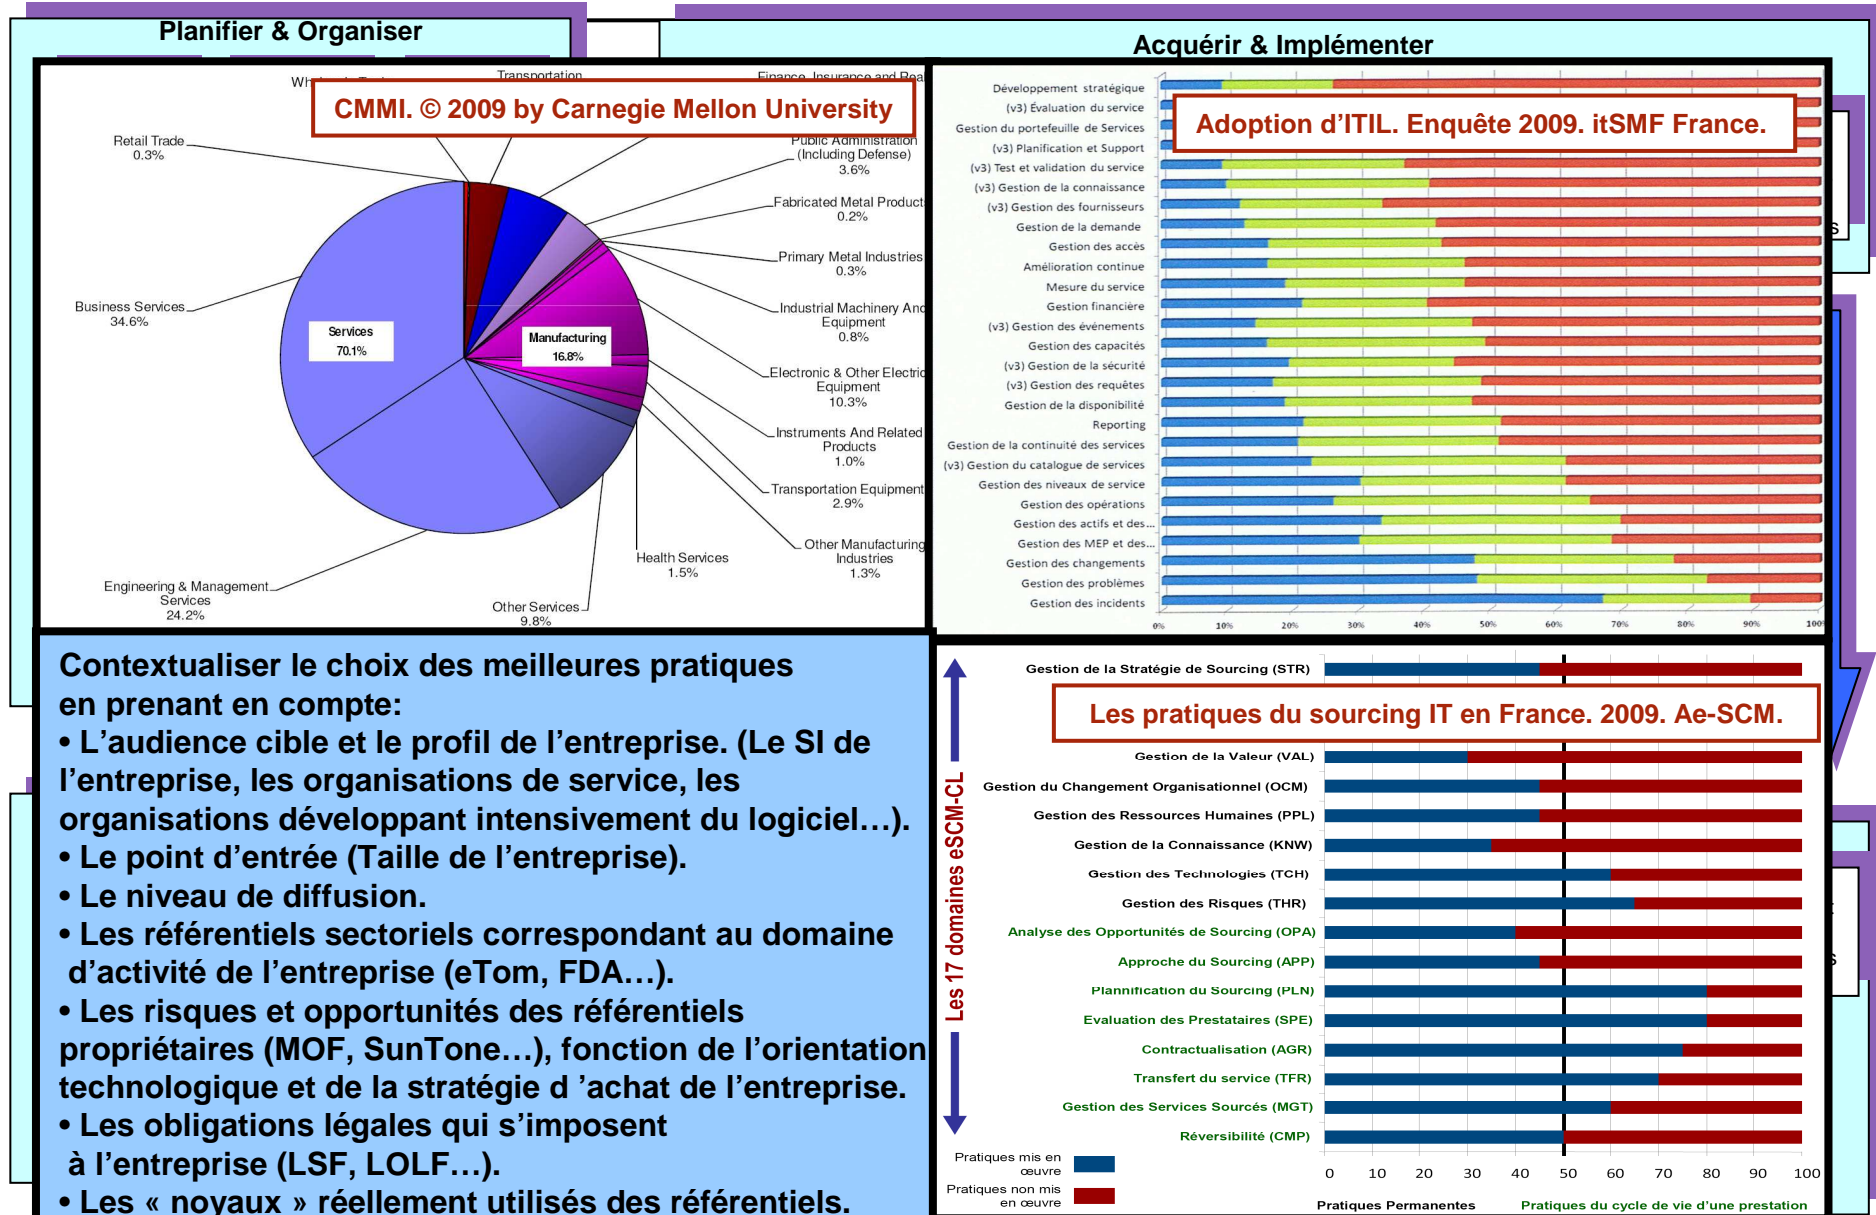 Planifier & Organiser
Acquérir & Implémenter
CMMI. © 2009 by Carnegie Mellon University
Transportation
Finance, Insurance and Real
Retail Trade
0.3%
Public Administration
(Including Defense)
3.6%
Fabricated Metal Product
0.2%
Primary Metal Industries
0.3%
Industrial Machinery And
Equipment
0.8%
Electronic & Other Electric
Equipment
10.3%
Instruments And Related
Products
1.0%
Transportation Equipment
2.9%
Other Manufacturing
Industries
1.3%
Health Services
1.5%
Other Services
9.8%
Engineering & Management
Services
24.2%
Business Services
34.6%
Services
70.1%
Manufacturing
16.8%
Adoption d'ITIL. Enquête 2009. itSMF France.
Développement stratégique
(v3) Évaluation du service
Gestion du portefeuille de Services
(v3) Planification et Support
(v3) Test et validation du service
(v3) Gestion de la connaissance
(v3) Gestion des fournisseurs
Gestion de la demande
Gestion des accès
Amélioration continue
Mesure du service
Gestion financière
(v3) Gestion des événements
Gestion des capacités
(v3) Gestion de la sécurité
(v3) Gestion des requêtes
Gestion de la disponibilité
Reporting
Gestion de la continuité des services
(v3) Gestion du catalogue de services
Gestion des niveaux de service
Gestion des opérations
Gestion des actifs et des...
Gestion des MEP et des...
Gestion des changements
Gestion des problèmes
Gestion des incidents
0% 10% 20% 30% 40% 50% 60% 70% 80% 90% 100%
Contextualiser le choix des meilleures pratiques
en prenant en compte:
• L'audience cible et le profil de l'entreprise. (Le SI de
l'entreprise, les organisations de service, les
organisations développant intensivement du logiciel…).
• Le point d'entrée (Taille de l'entreprise).
• Le niveau de diffusion.
• Les référentiels sectoriels correspondant au domaine
d'activité de l'entreprise (eTom, FDA…).
• Les risques et opportunités des référentiels
propriétaires (MOF, SunTone…), fonction de l'orientation
technologique et de la stratégie d 'achat de l'entreprise.
• Les obligations légales qui s'imposent
à l'entreprise (LSF, LOLF…).
• Les « noyaux » réellement utilisés des référentiels.
Les pratiques du sourcing IT en France. 2009. Ae-SCM.
Les 17 domaines eSCM-CL
Gestion de la Stratégie de Sourcing (STR)
Gestion de la Valeur (VAL)
Gestion du Changement Organisationnel (OCM)
Gestion des Ressources Humaines (PPL)
Gestion de la Connaissance (KNW)
Gestion des Technologies (TCH)
Gestion des Risques (THR)
Analyse des Opportunités de Sourcing (OPA)
Approche du Sourcing (APP)
Plannification du Sourcing (PLN)
Evaluation des Prestataires (SPE)
Contractualisation (AGR)
Transfert du service (TFR)
Gestion des Services Sourcés (MGT)
Réversibilité (CMP)
0 10 20 30 40 50 60 70 80 90 100
Pratiques mis en
œuvre
Pratiques non mis
en œuvre
Pratiques Permanentes Pratiques du cycle de vie d'une prestation